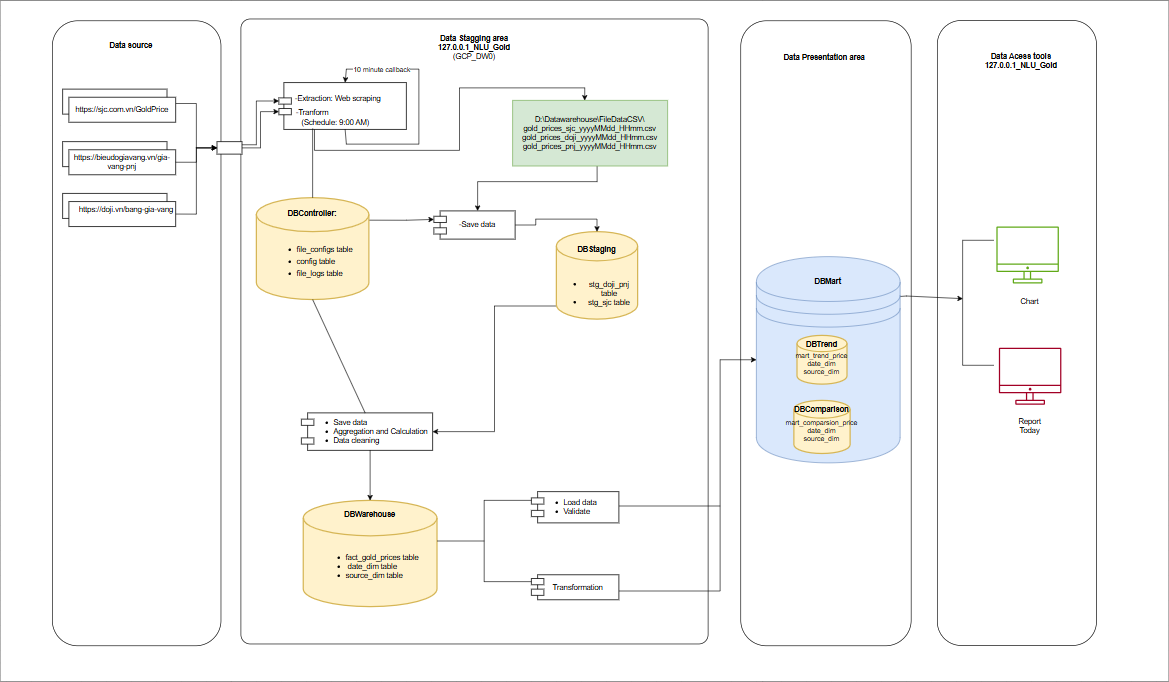 Data source
https://sjc.com.vn/GoldPrice
https://bieudogiavang.vn/gia-
vang-pnj
https://doji.vn/bang-gia-vang
Data Stagging area
127.0.0.1_NLU_Gold
(GCP_DW0)
10 minute callback
-Extraction: Web scraping
-Tranform
(Schedule: 9:00 AM)
D:\Datawarehouse\FileDataCSV\
gold_prices_sjc_yyyyMMdd_HHmm.csv
gold_prices_doji_yyyyMMdd_HHmm.csv
gold_prices_pnj_yyyyMMdd_HHmm.csv
DBController:
• file_configs table
• config table
• file_logs table
-Save data
DBStaging
• stg_doji_pnj
table
• stg_sjc table
• Save data
• Aggregation and Calculation
• Data cleaning
DBWarehouse
• fact_gold_prices table
• date_dim table
• source_dim table
• Load data
• Validate
Transformation
Data Presentation area
DBMart
DBTrend
mart_trend_price
date_dim
source_dim
DBComparison
mart_comparsion_price
date_dim
source_dim
Data Acess tools
127.0.0.1_NLU_Gold
Chart
Report
Today